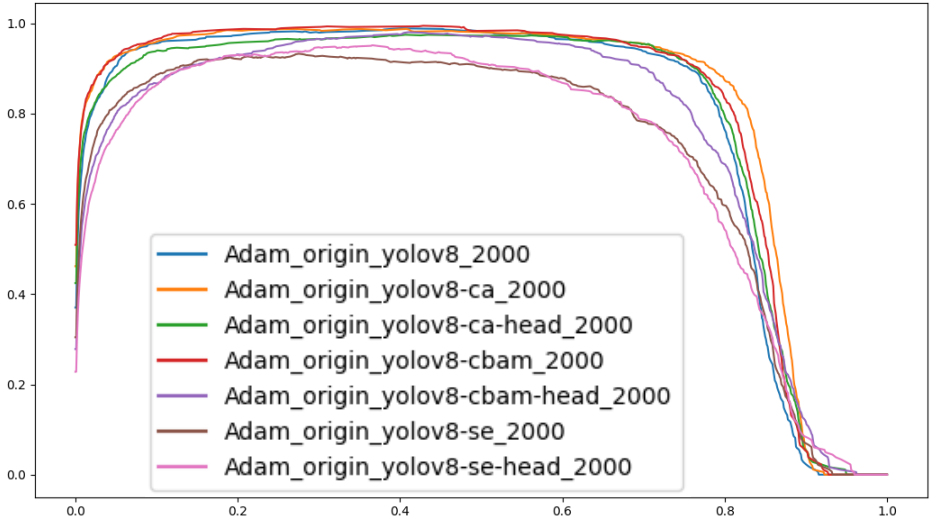 1.0
0.8
0.6
0.4
0.2
0.0
Adam_origin_yolov8_2000
Adam_origin_yolov8-ca_2000
Adam_origin_yolov8-ca-head_2000
Adam_origin_yolov8-cbam_2000
Adam_origin_yolov8-cbam-head_2000
Adam_origin_yolov8-se_2000
Adam_origin_yolov8-se-head_2000
0.0 0.2 0.4 0.6 0.8 1.0